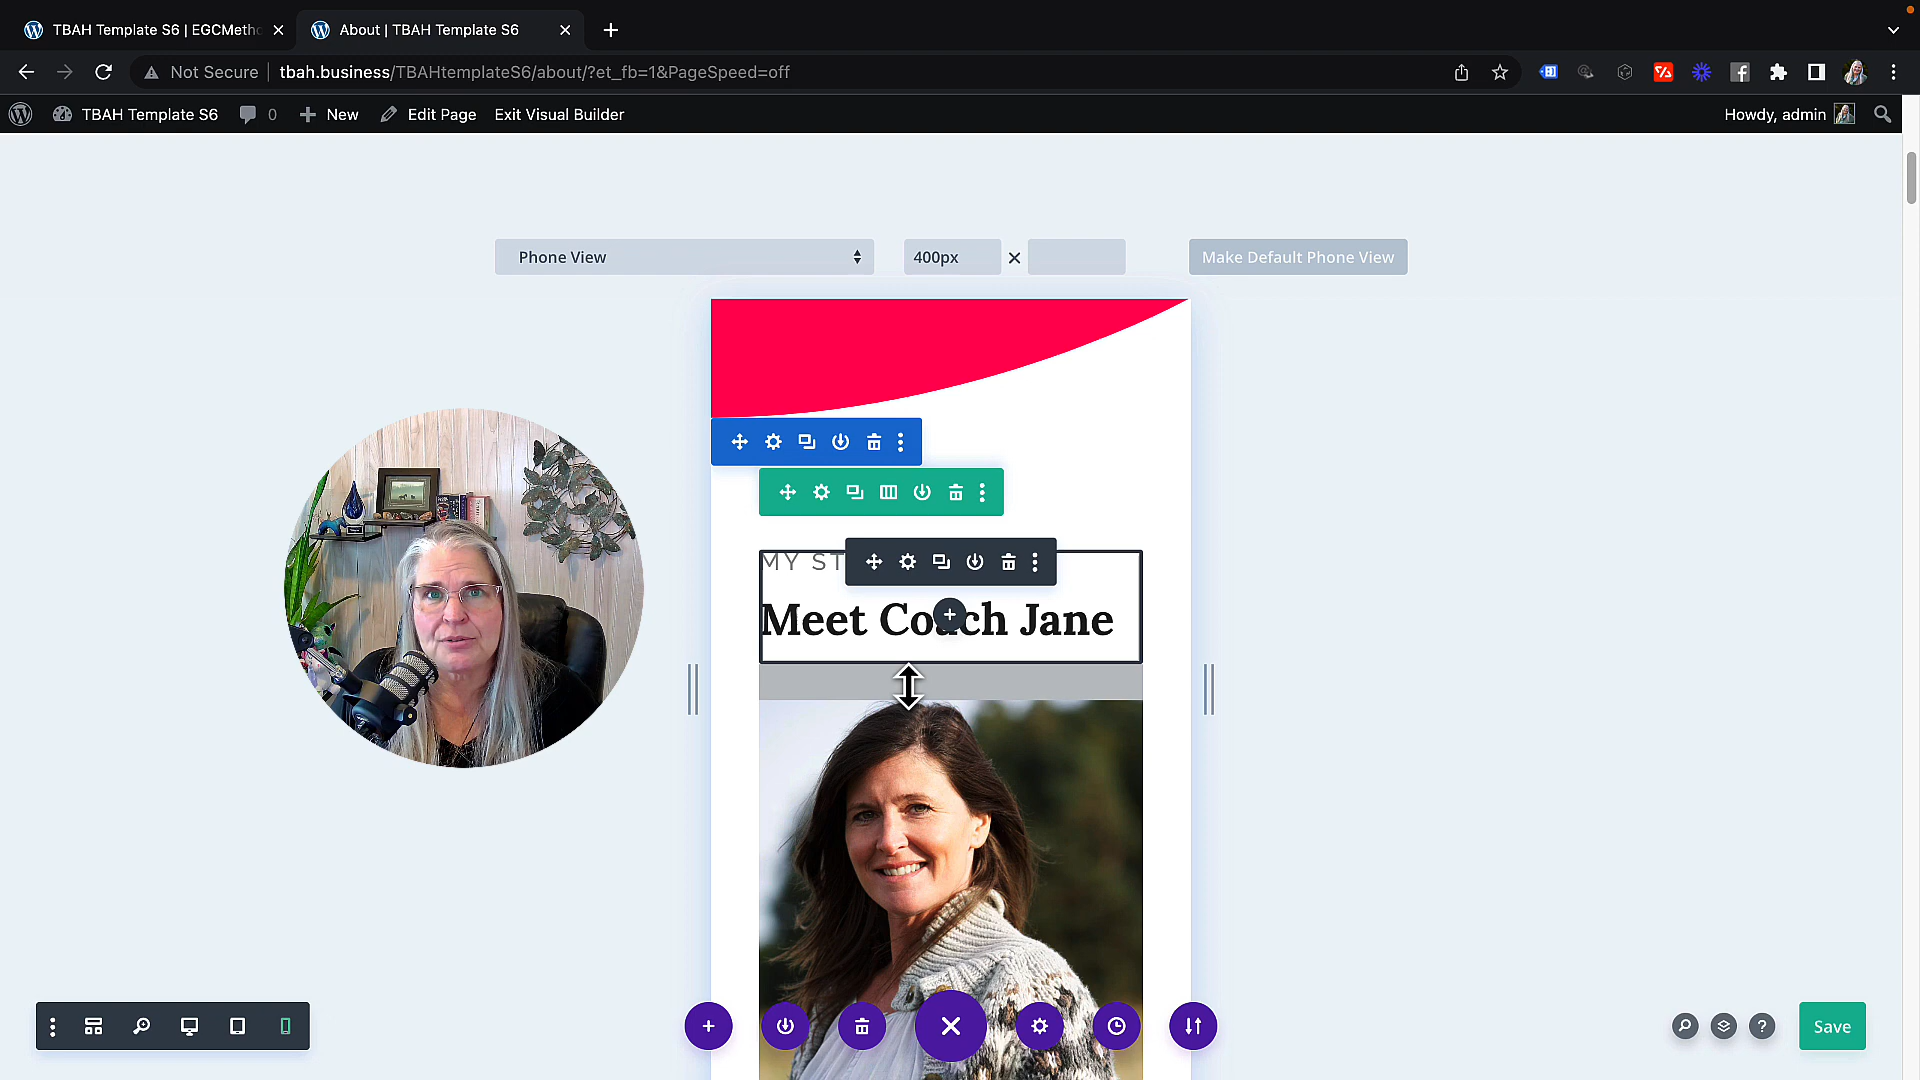 TBAH Template S6 | EGCMetho
About | TBAH Template S6
Not Secure
tbah.business/TBAHtemplateS6/about/?et_fb=1&PageSpeed=off
TBAH Template S6
0
New
Edit Page
Exit Visual Builder
Howdy, admin
Phone View
400px
Make Default Phone View
MY ST
Meet Coach Jane
Save